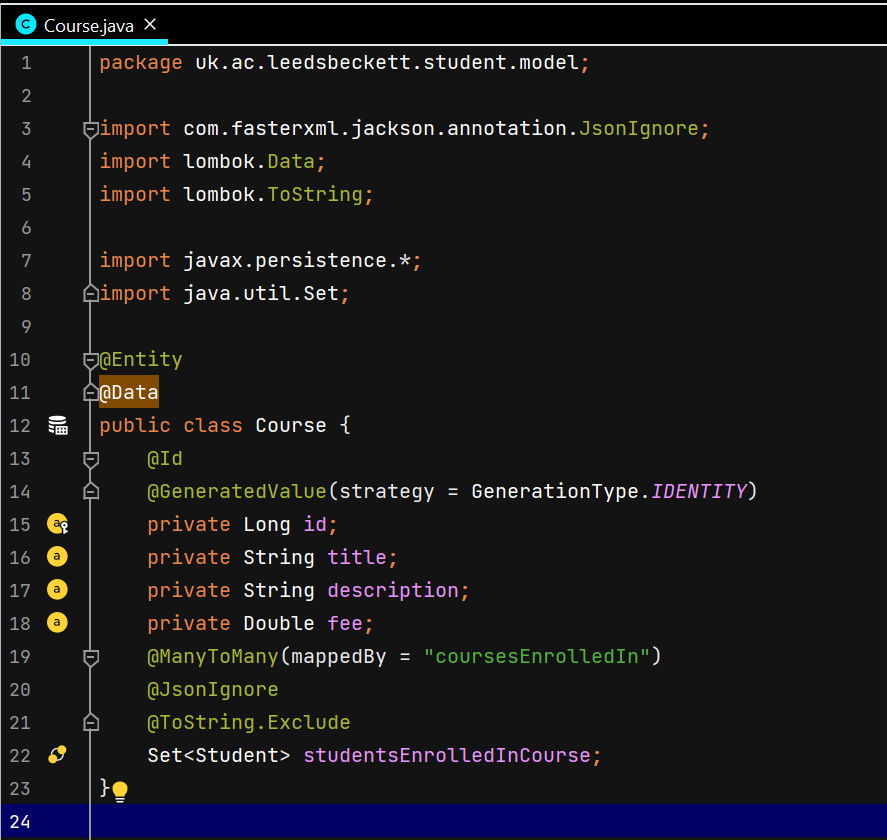 Course.java
1 package uk.ac.leedsbeckett.student.model;
2
3 import com.fasterxml.jackson.annotation.JsonIgnore;
4 import lombok.Data;
5 import lombok.ToString;
6
7 import javax.persistence.*;
8 import java.util.Set;
9
10 @Entity
11 @Data
12 public class Course {
13     @Id
14     @GeneratedValue(strategy = GenerationType.IDENTITY)
15     private Long id;
16     private String title;
17     private String description;
18     private Double fee;
19     @ManyToMany(mappedBy = "coursesEnrolledIn")
20     @JsonIgnore
21     @ToString.Exclude
22     Set<Student> studentsEnrolledInCourse;
23 }
24